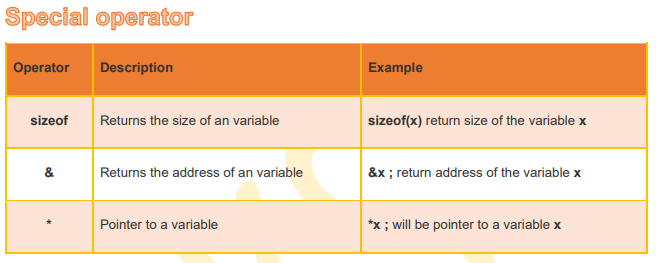 Special operator
Operator Description Example
sizeof Returns the size of an variable sizeof(x) return size of the variable x
& Returns the address of an variable &x ; return address of the variable x
* Pointer to a variable *x ; will be pointer to a variable x